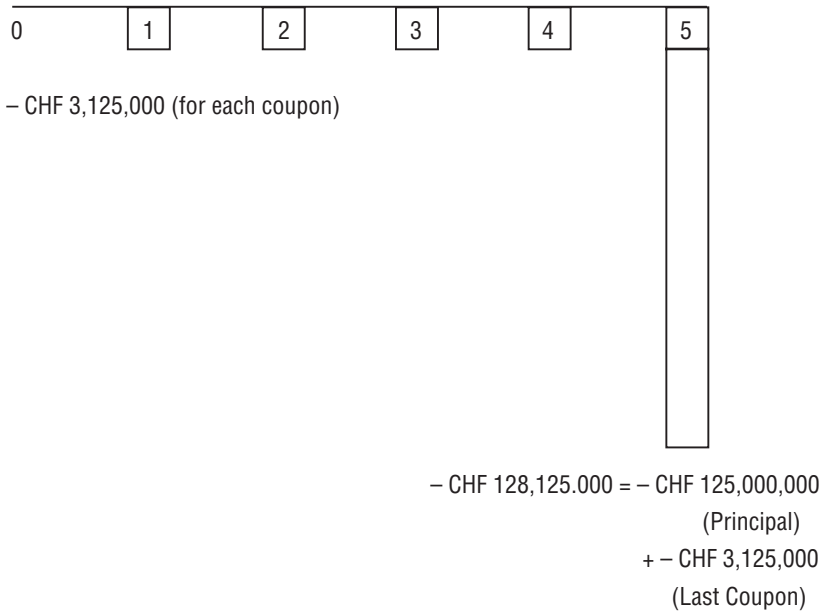 0 1 2 3 4 5
– CHF 3,125,000 (for each coupon)
– CHF 128,125.000 = – CHF 125,000,000
(Principal)
+ – CHF 3,125,000
(Last Coupon)